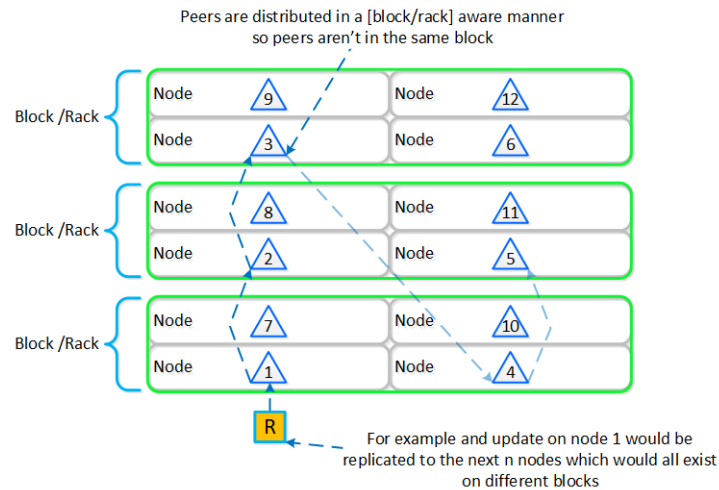 Peers are distributed in a [block/rack] aware manner
so peers aren't in the same block
Block /Rack
Node 9 Node 12
Node 3 Node 6
Block /Rack
Node 8 Node 11
Node 2 Node 5
Block /Rack
Node 7 Node 10
Node 1 Node 4
R
For example and update on node 1 would be
replicated to the next n nodes which would all exist
on different blocks